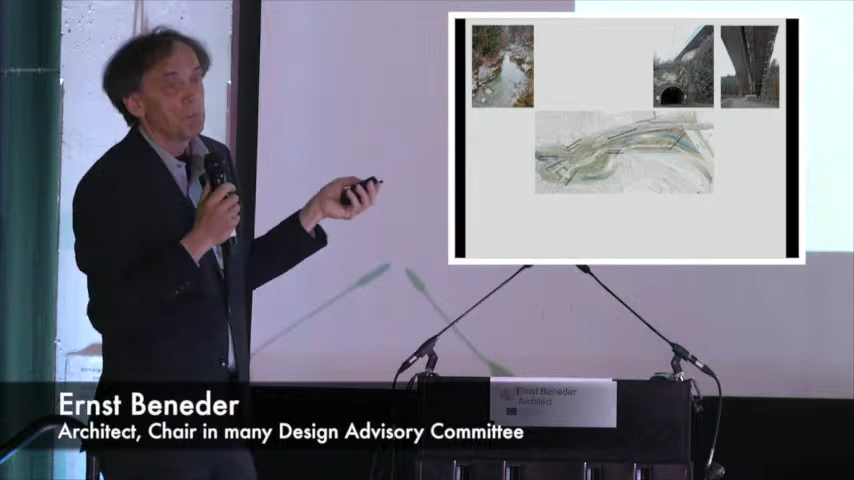 Ernst Beneder
Architect
Ernst Beneder
Architect, Chair in many Design Advisory Committee